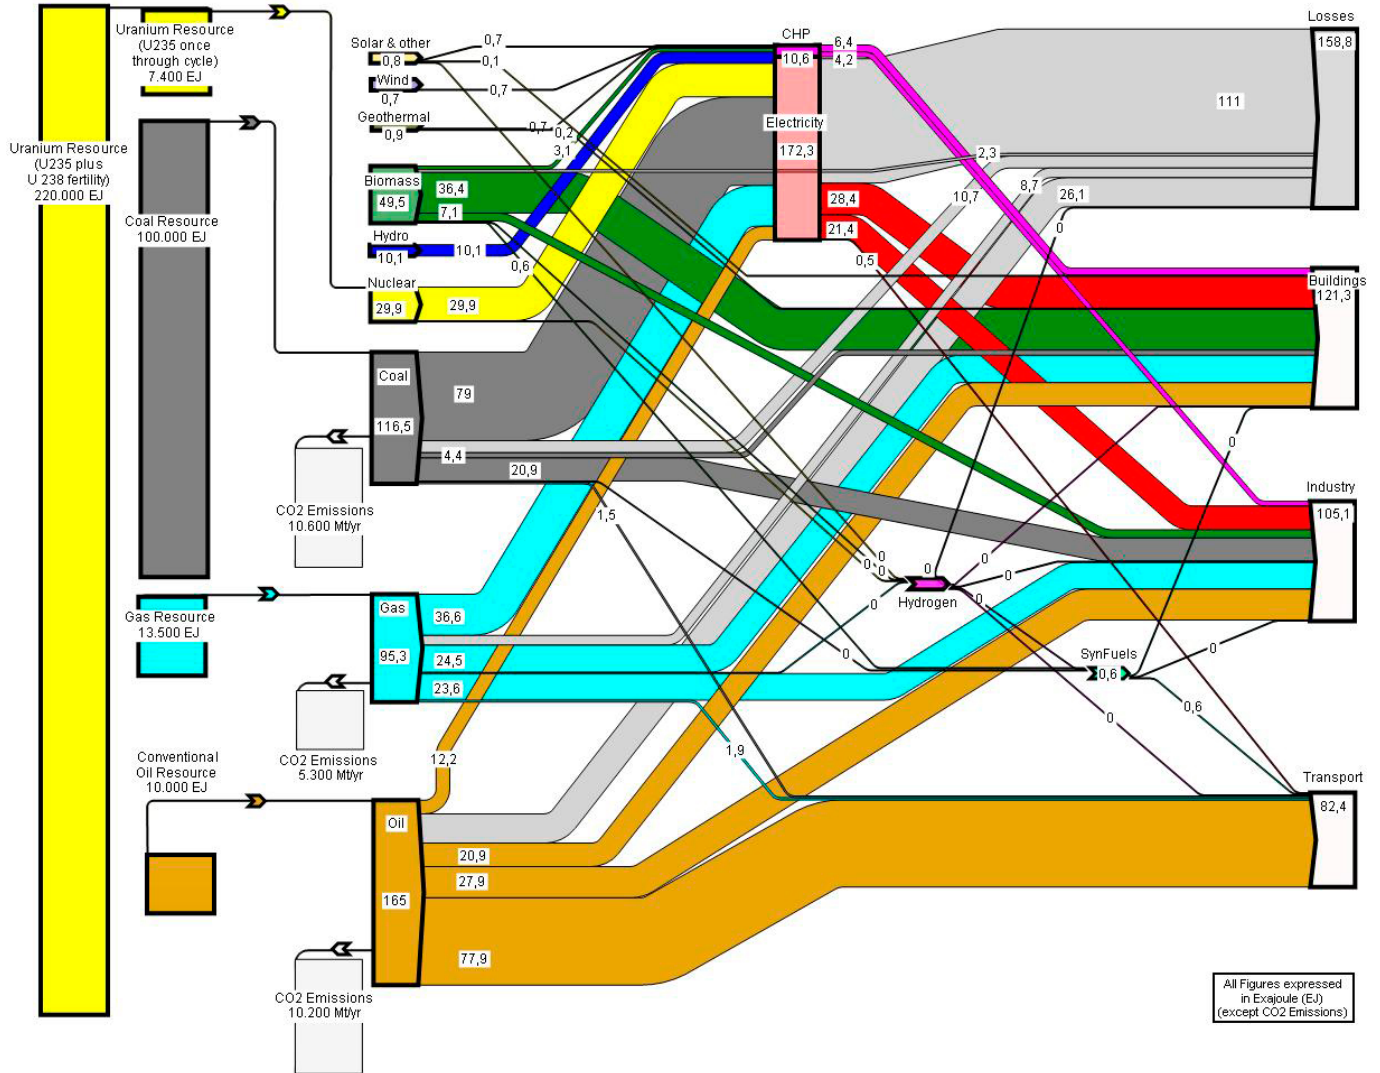 Uranium Resource
(U235 once
through cycle)
7.400 EJ
Uranium Resource
(U235 plus
U 238 fertility)
220.000 EJ
Coal Resource
100.000 EJ
Gas Resource
13.500 EJ
Conventional
Oil Resource
10.000 EJ
Solar & other
0,8
Wind
0,7
Geothermal
0,9
Biomass
49,5
Hydro
10,1
Nuclear
29,9
Coal
116,5
CO2 Emissions
10.600 Mt/yr
Gas
95,3
CO2 Emissions
5.300 Mt/yr
Oil
165
CO2 Emissions
10.200 Mt/yr
0,7
0,1
0,7
0,7
0,2
3,1
36,4
7,1
10,1
0,6
29,9
79
4,4
20,9
1,5
36,6
24,5
23,6
1,9
12,2
20,9
27,9
77,9
CHP
10,6
Electricity
172,3
6,4
4,2
28,4
21,4
0,5
111
2,3
10,7
8,7
26,1
0
0
0
0
0
0
0
0
0
0
0
0
0
0
Hydrogen
SynFuels
0,6
0,6
Losses
158,8
Buildings
121,3
Industry
105,1
Transport
82,4
All Figures expressed
in Exajoule (EJ)
(except CO2 Emissions)